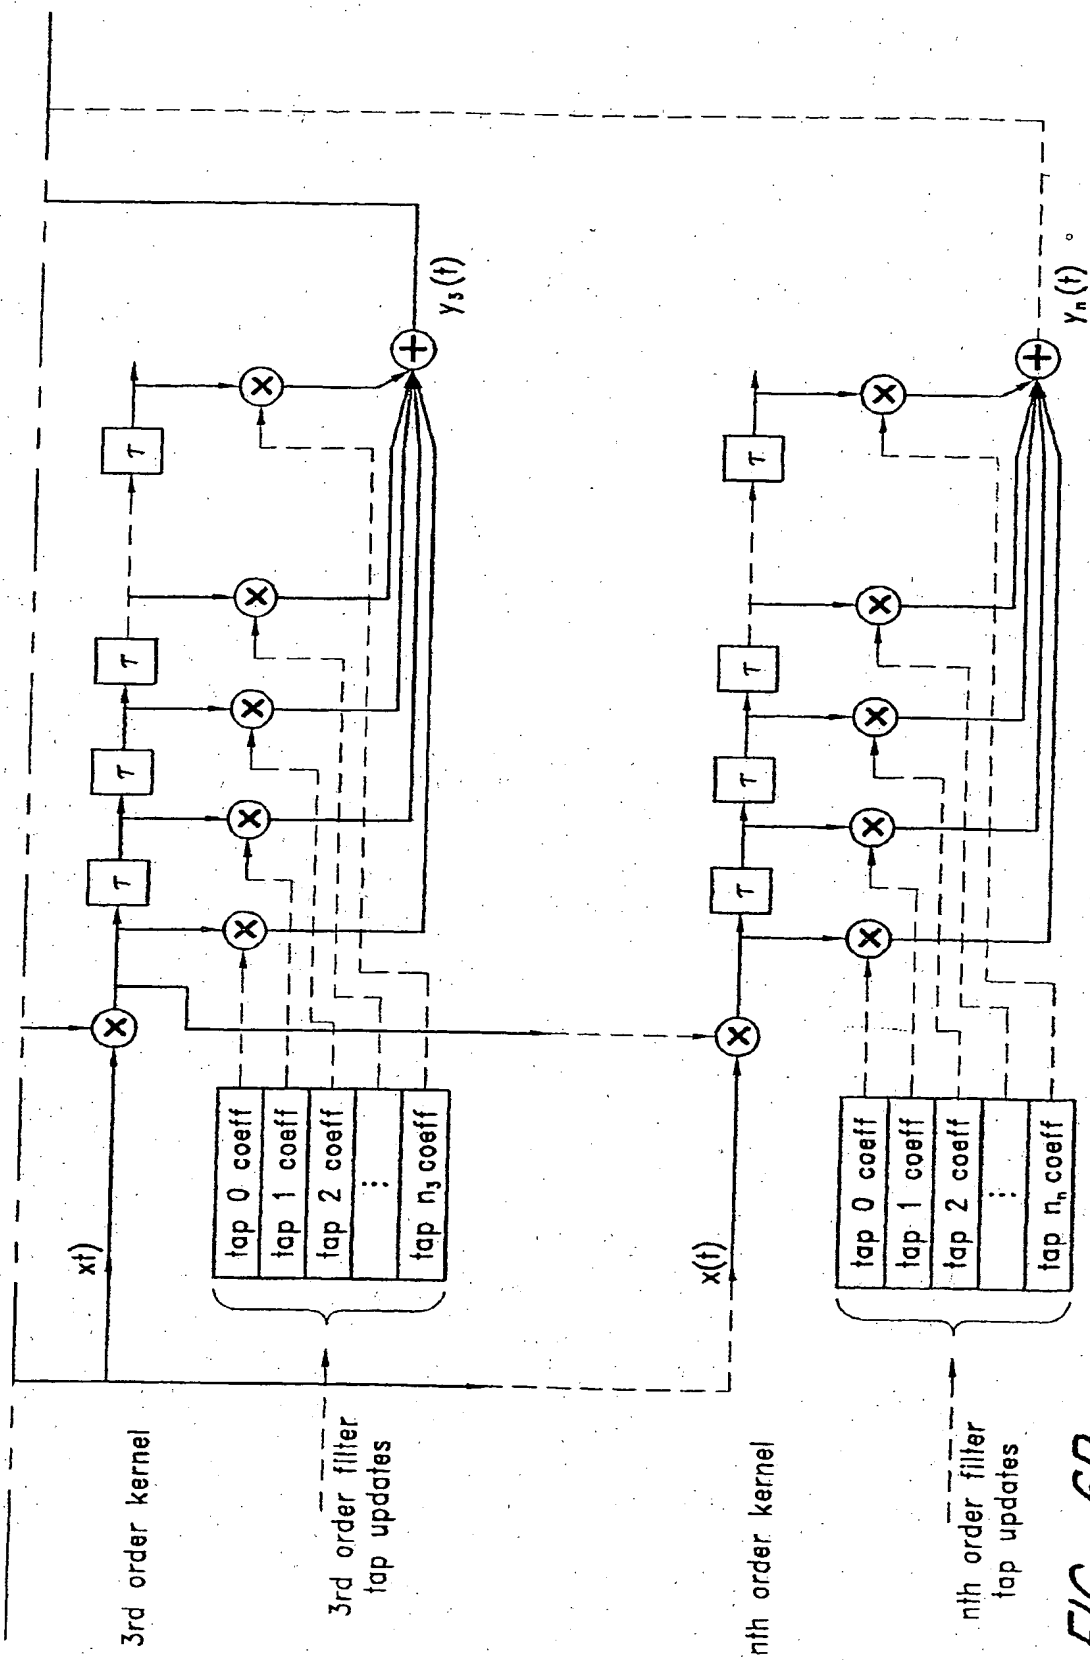 3rd order kernel
xt)
τ
τ
τ
τ
3rd order filter
tap updates
tap 0 coeff
tap 1 coeff
tap 2 coeff
⋮
tap n₃ coeff
y₃(t)
nth order kernel
x(t)
τ
τ
τ
τ
nth order filter
tap updates
tap 0 coeff
tap 1 coeff
tap 2 coeff
⋮
tap nₙ coeff
yₙ(t)
FIG.